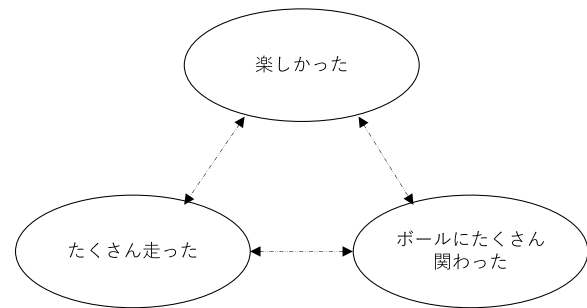 楽しかった
たくさん走った
ボールにたくさん
関わった